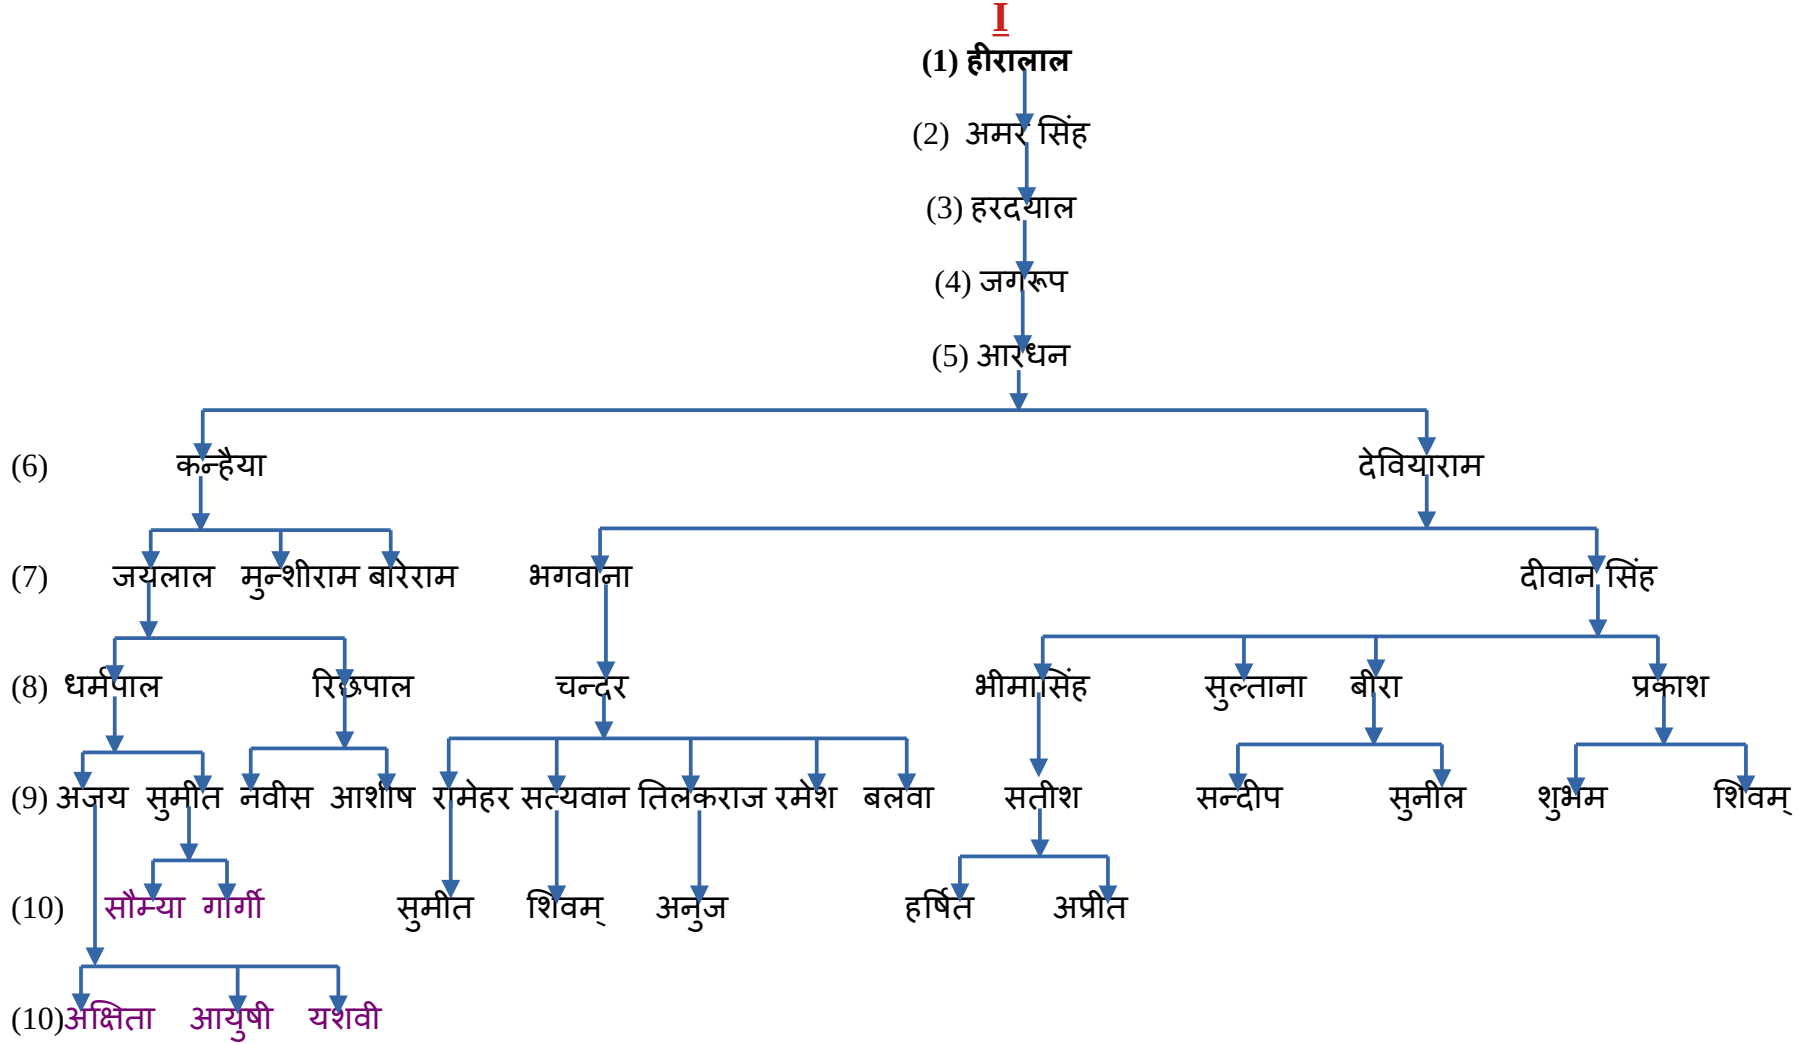 I
(1) हीरालाल
(2) अमर सिंह
(3) हरदयाल
(4) जगरूप
(5) आरधन
(6) कन्हैया देवियाराम
(7) जयलाल मुन्शीराम बारेराम भगवाना दीवान सिंह
(8) धर्मपाल रिछपाल चन्दर भीमासिंह सुल्ताना बीरा प्रकाश
(9) अजय सुमीत नवीस आशीष रामेहर सत्यवान तिलकराज रमेश बलवा सतीश सन्दीप सुनील शुभम शिवम्
(10) सौम्या गार्गी सुमीत शिवम् अनुज हर्षित अप्रीत
(10) अक्षिता आयुषी यशवी